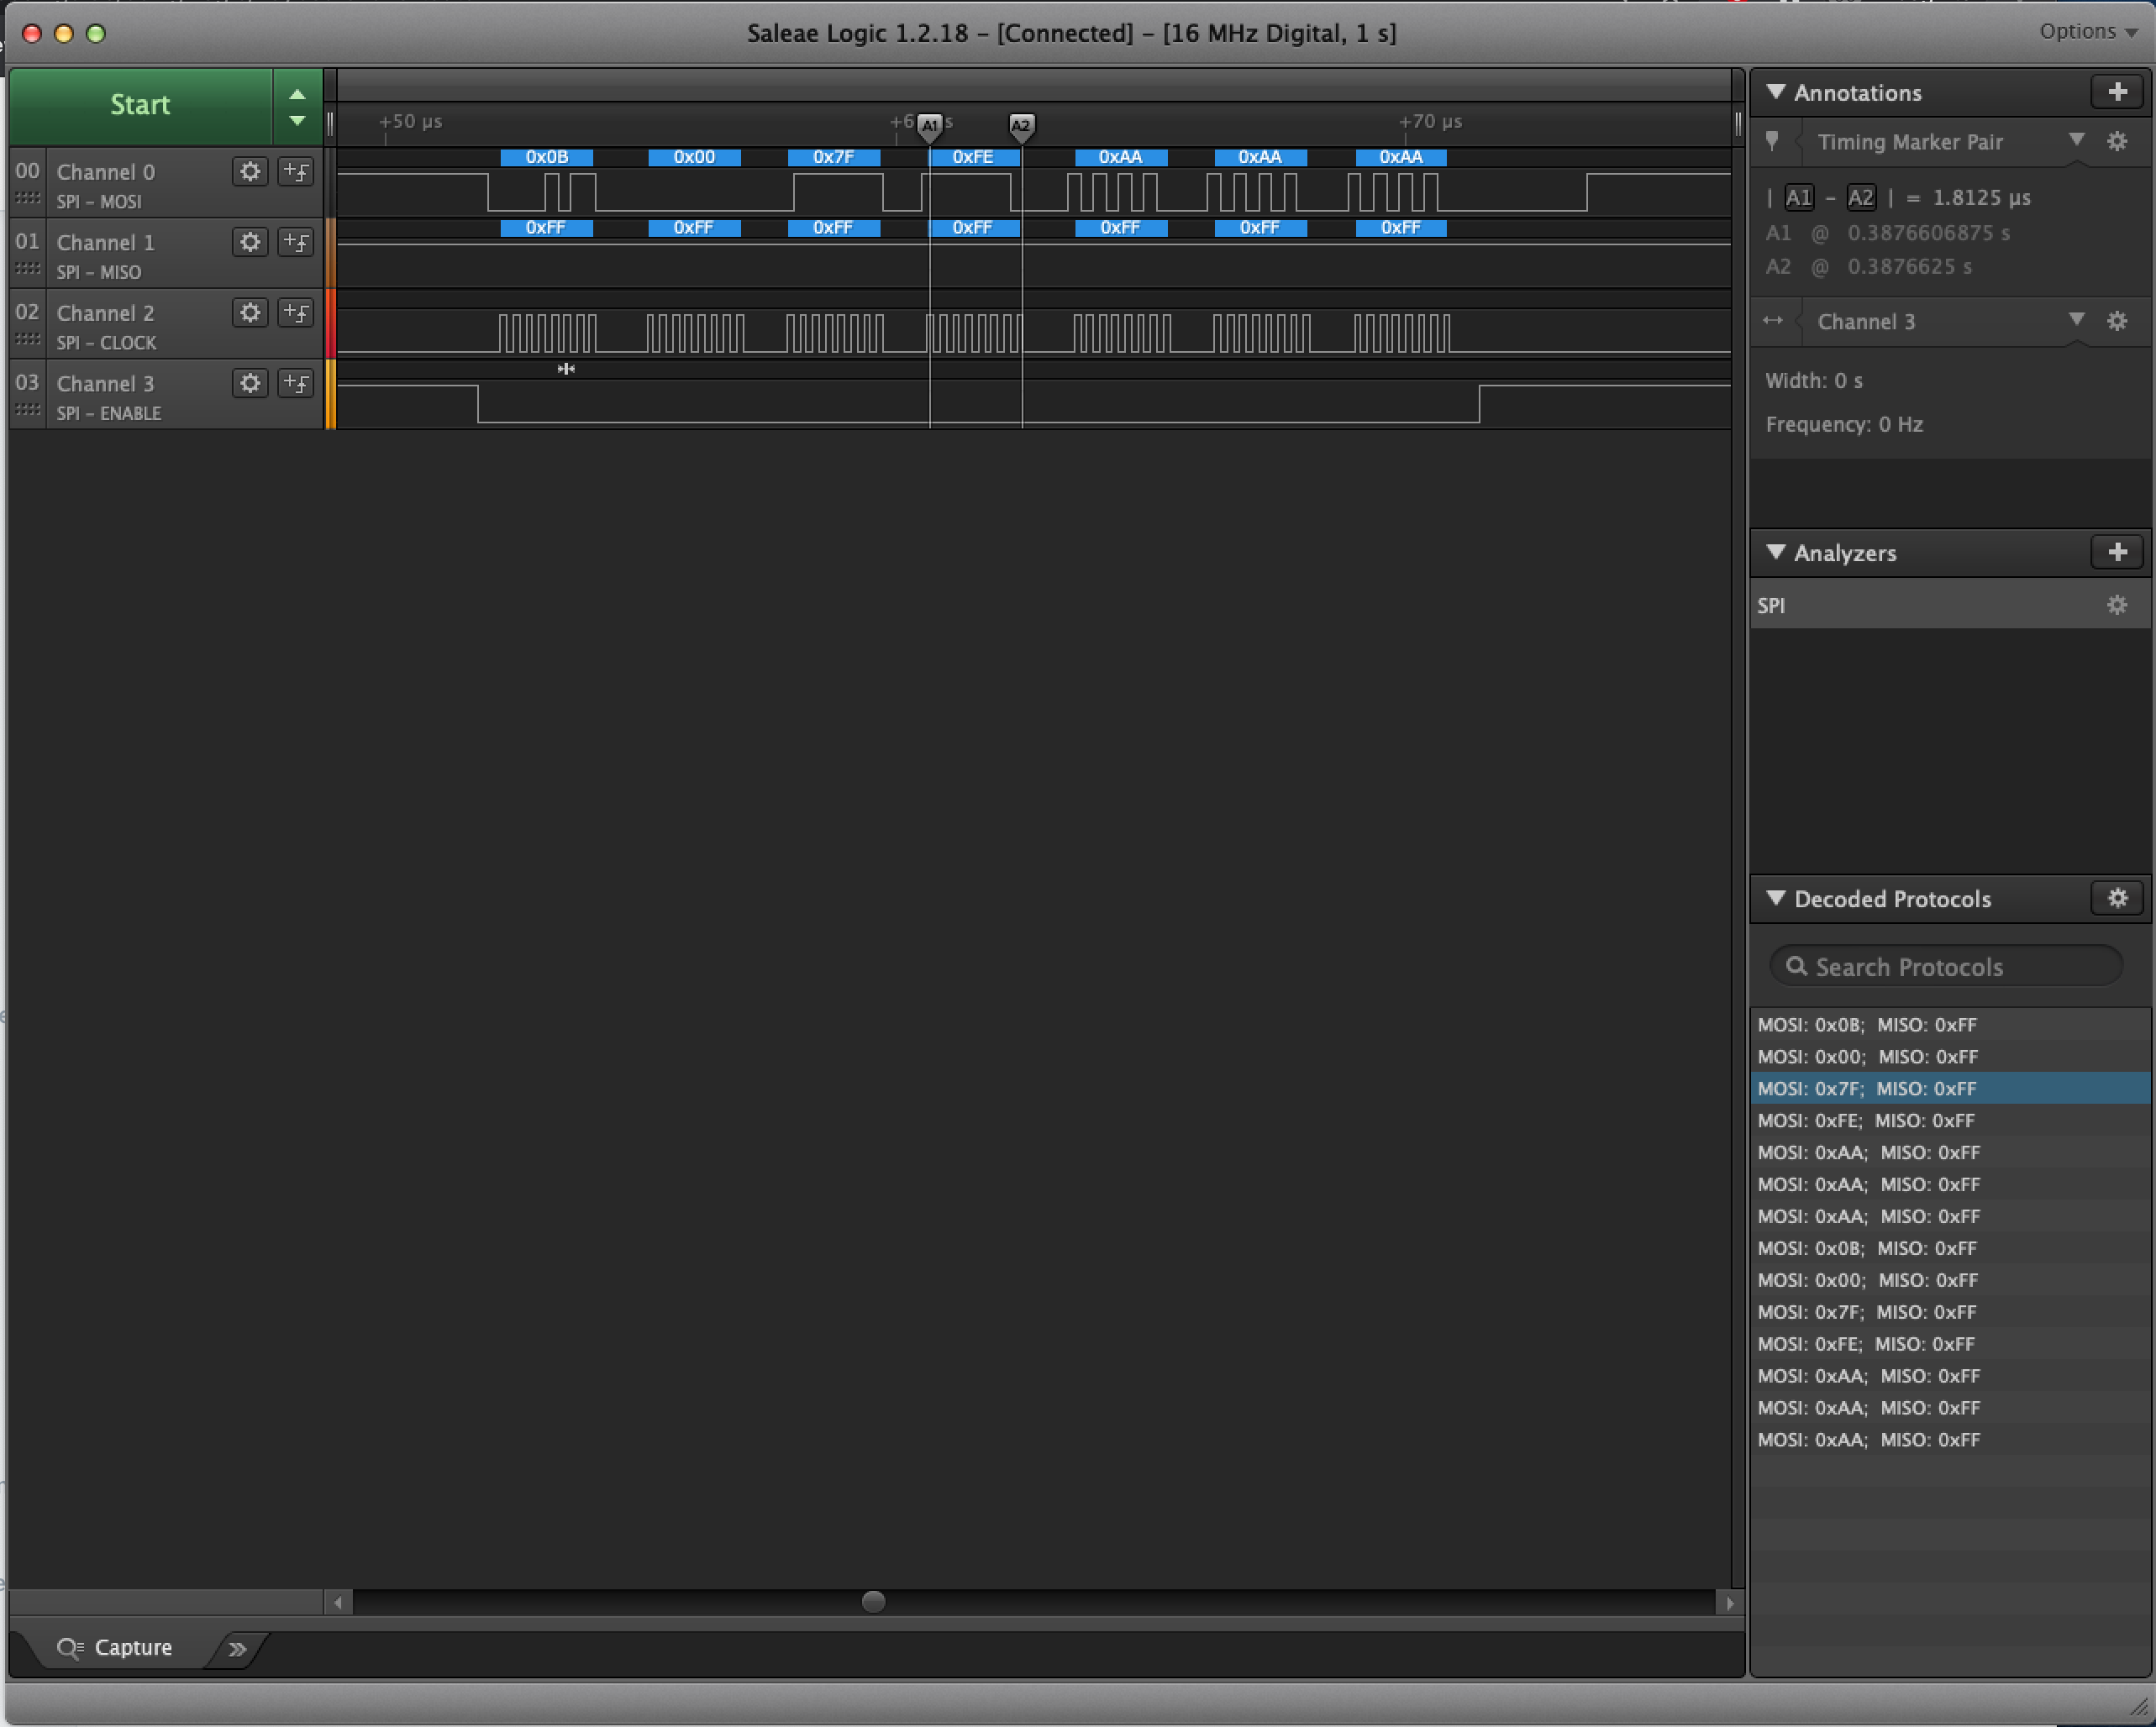 Saleae Logic 1.2.18 – [Connected] – [16 MHz Digital, 1 s]
Options
Start
+50 µs
+6
A1
s
A2
+70 µs
00
Channel 0
SPI – MOSI
0x0B
0x00
0x7F
0xFE
0xAA
0xAA
0xAA
01
Channel 1
SPI – MISO
0xFF
0xFF
0xFF
0xFF
0xFF
0xFF
0xFF
02
Channel 2
SPI – CLOCK
03
Channel 3
SPI – ENABLE
Annotations
Timing Marker Pair
| A1 – A2 | = 1.8125 µs
A1 @ 0.3876606875 s
A2 @ 0.3876625 s
Channel 3
Width: 0 s
Frequency: 0 Hz
Analyzers
SPI
Decoded Protocols
Search Protocols
MOSI: 0x0B; MISO: 0xFF
MOSI: 0x00; MISO: 0xFF
MOSI: 0x7F; MISO: 0xFF
MOSI: 0xFE; MISO: 0xFF
MOSI: 0xAA; MISO: 0xFF
MOSI: 0xAA; MISO: 0xFF
MOSI: 0xAA; MISO: 0xFF
MOSI: 0x0B; MISO: 0xFF
MOSI: 0x00; MISO: 0xFF
MOSI: 0x7F; MISO: 0xFF
MOSI: 0xFE; MISO: 0xFF
MOSI: 0xAA; MISO: 0xFF
MOSI: 0xAA; MISO: 0xFF
MOSI: 0xAA; MISO: 0xFF
Capture